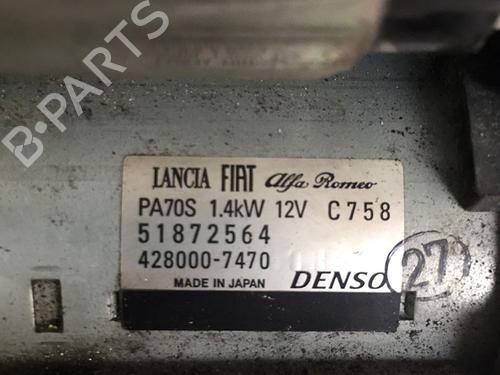 B-PARTS
LANCIA FIAT Alfa Romeo
PA70S 1.4kW 12V C758
51872564
428000-7470
MADE IN JAPAN DENSO
27